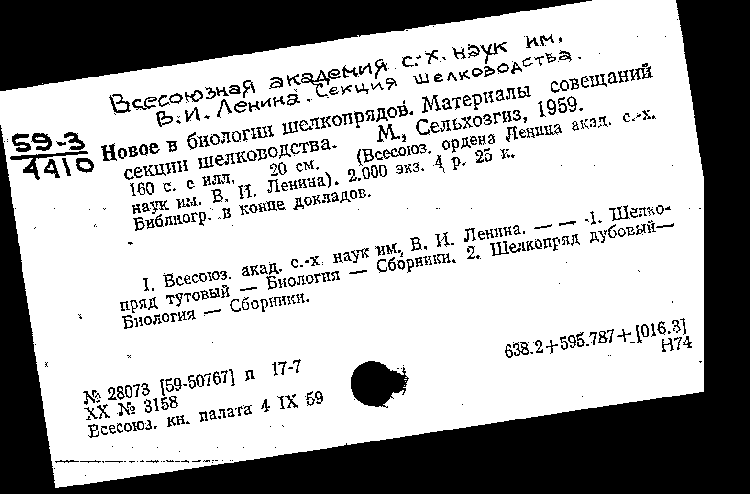 Всесоюзная академия с.-х. наук им.
В. И. Ленина. Секция шелководства.
59-3
4410
Новое в биологии шелкопрядов. Материалы совещаний
секции шелководства. М., Сельхозгиз, 1959.
160 с. с илл. 20 см. (Всесоюз. ордена Ленина акад. с.-х.
наук им. В. И. Ленина). 2.000 экз. 4 р. 25 к.
Библиогр. в конце докладов.
I. Всесоюз. акад. с.-х. наук им. В. И. Ленина. — — 1. Шелко-
пряд тутовый — Биология — Сборники. 2. Шелкопряд дубовый —
Биология — Сборники.
№ 28073 [59-50767] п 17-7
XX № 3158
Всесоюз. кн. палата 4 IX 59
638.2+595.787+[016.3]
Н74